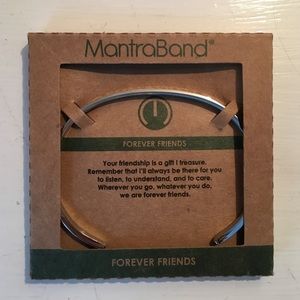 MantraBand®
FOREVER FRIENDS
Your friendship is a gift I treasure.
Remember that I'll always be there for you
to listen, to understand, and to care.
Wherever you go, whatever you do,
we are forever friends.
FOREVER FRIENDS